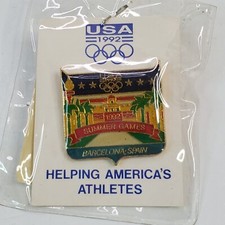 USA
1992
1992
SUMMER GAMES
BARCELONA, SPAIN
HELPING AMERICA'S
ATHLETES